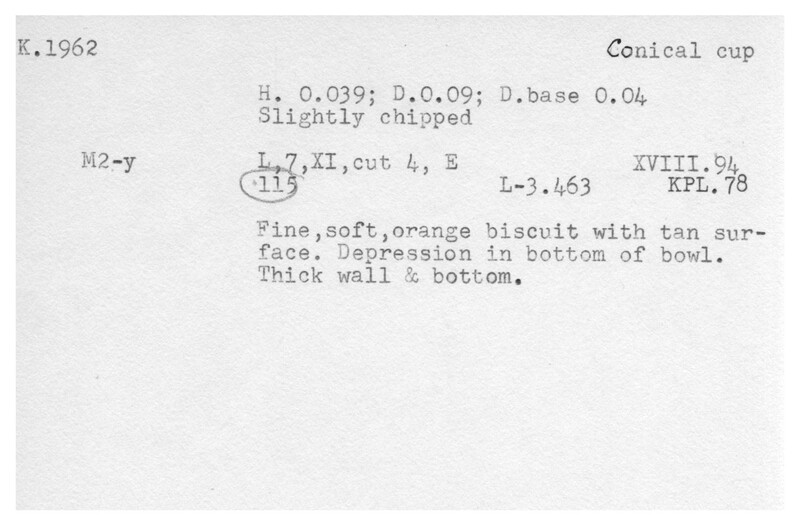 K.1962 Conical cup
H. 0.039; D.0.09; D.base 0.04
Slightly chipped
M2-y L,7,XI,cut 4, E XVIII.94
115 L-3.463 KPL.78
Fine,soft,orange biscuit with tan sur-
face. Depression in bottom of bowl.
Thick wall & bottom.